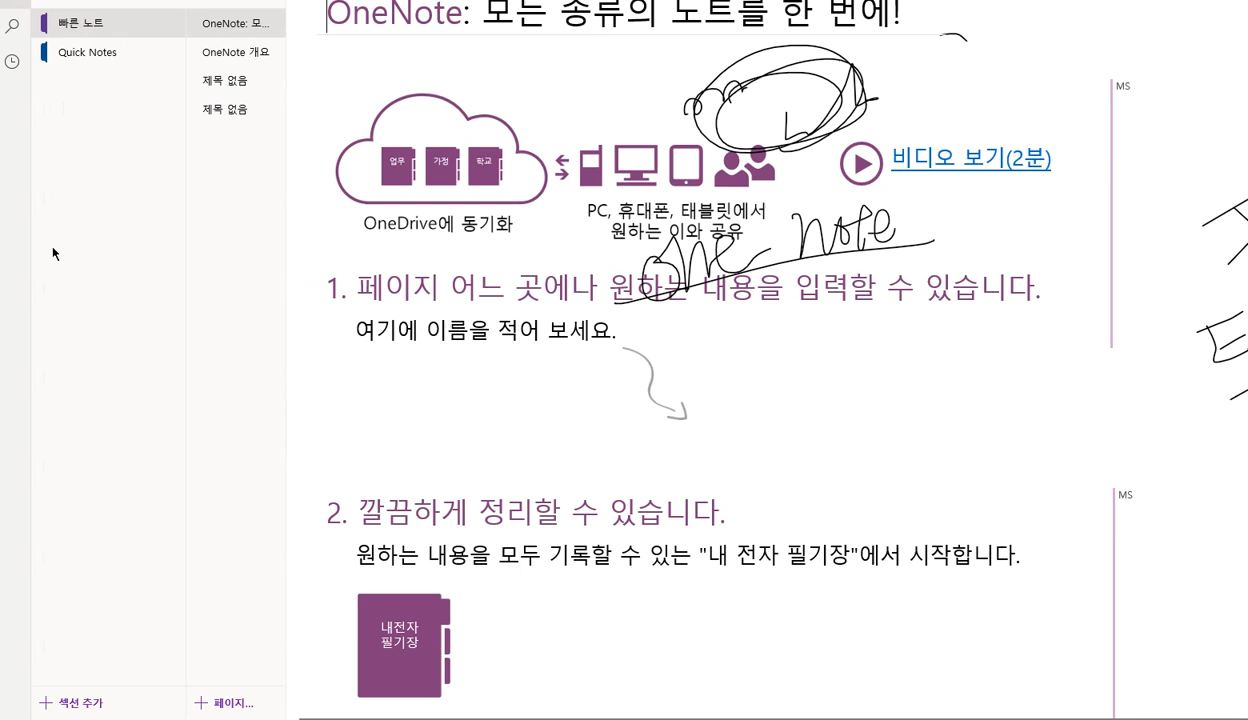 빠른 노트
Quick Notes
OneNote: 모...
OneNote 개요
제목 없음
제목 없음
섹션 추가
페이지...
OneNote: 모든 종류의 노트를 한 번에!
업무
가정
학교
OneDrive에 동기화
PC, 휴대폰, 태블릿에서
원하는 이와 공유
비디오 보기(2분)
MS
one note
1. 페이지 어느 곳에나 원하는 내용을 입력할 수 있습니다.
여기에 이름을 적어 보세요.
2. 깔끔하게 정리할 수 있습니다.
MS
원하는 내용을 모두 기록할 수 있는 "내 전자 필기장"에서 시작합니다.
내전자
필기장